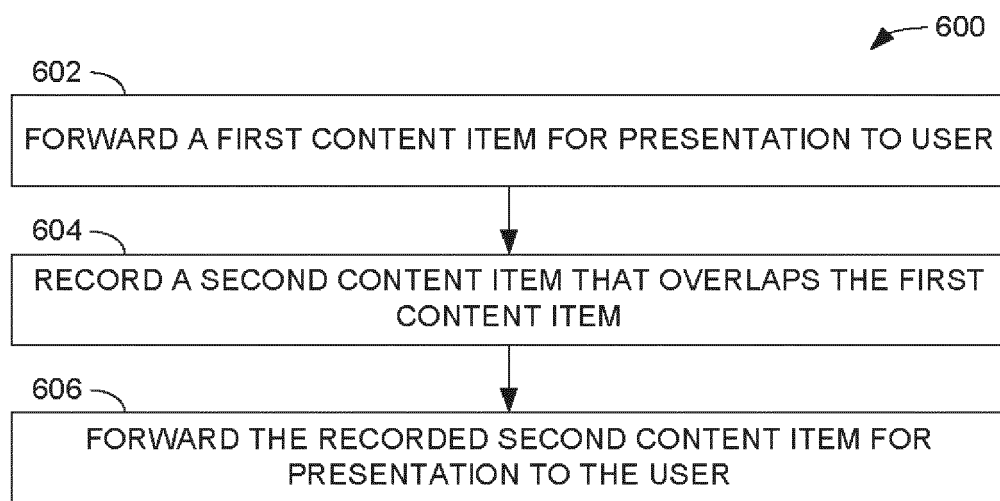 600
602
FORWARD A FIRST CONTENT ITEM FOR PRESENTATION TO USER
604
RECORD A SECOND CONTENT ITEM THAT OVERLAPS THE FIRST
CONTENT ITEM
606
FORWARD THE RECORDED SECOND CONTENT ITEM FOR
PRESENTATION TO THE USER